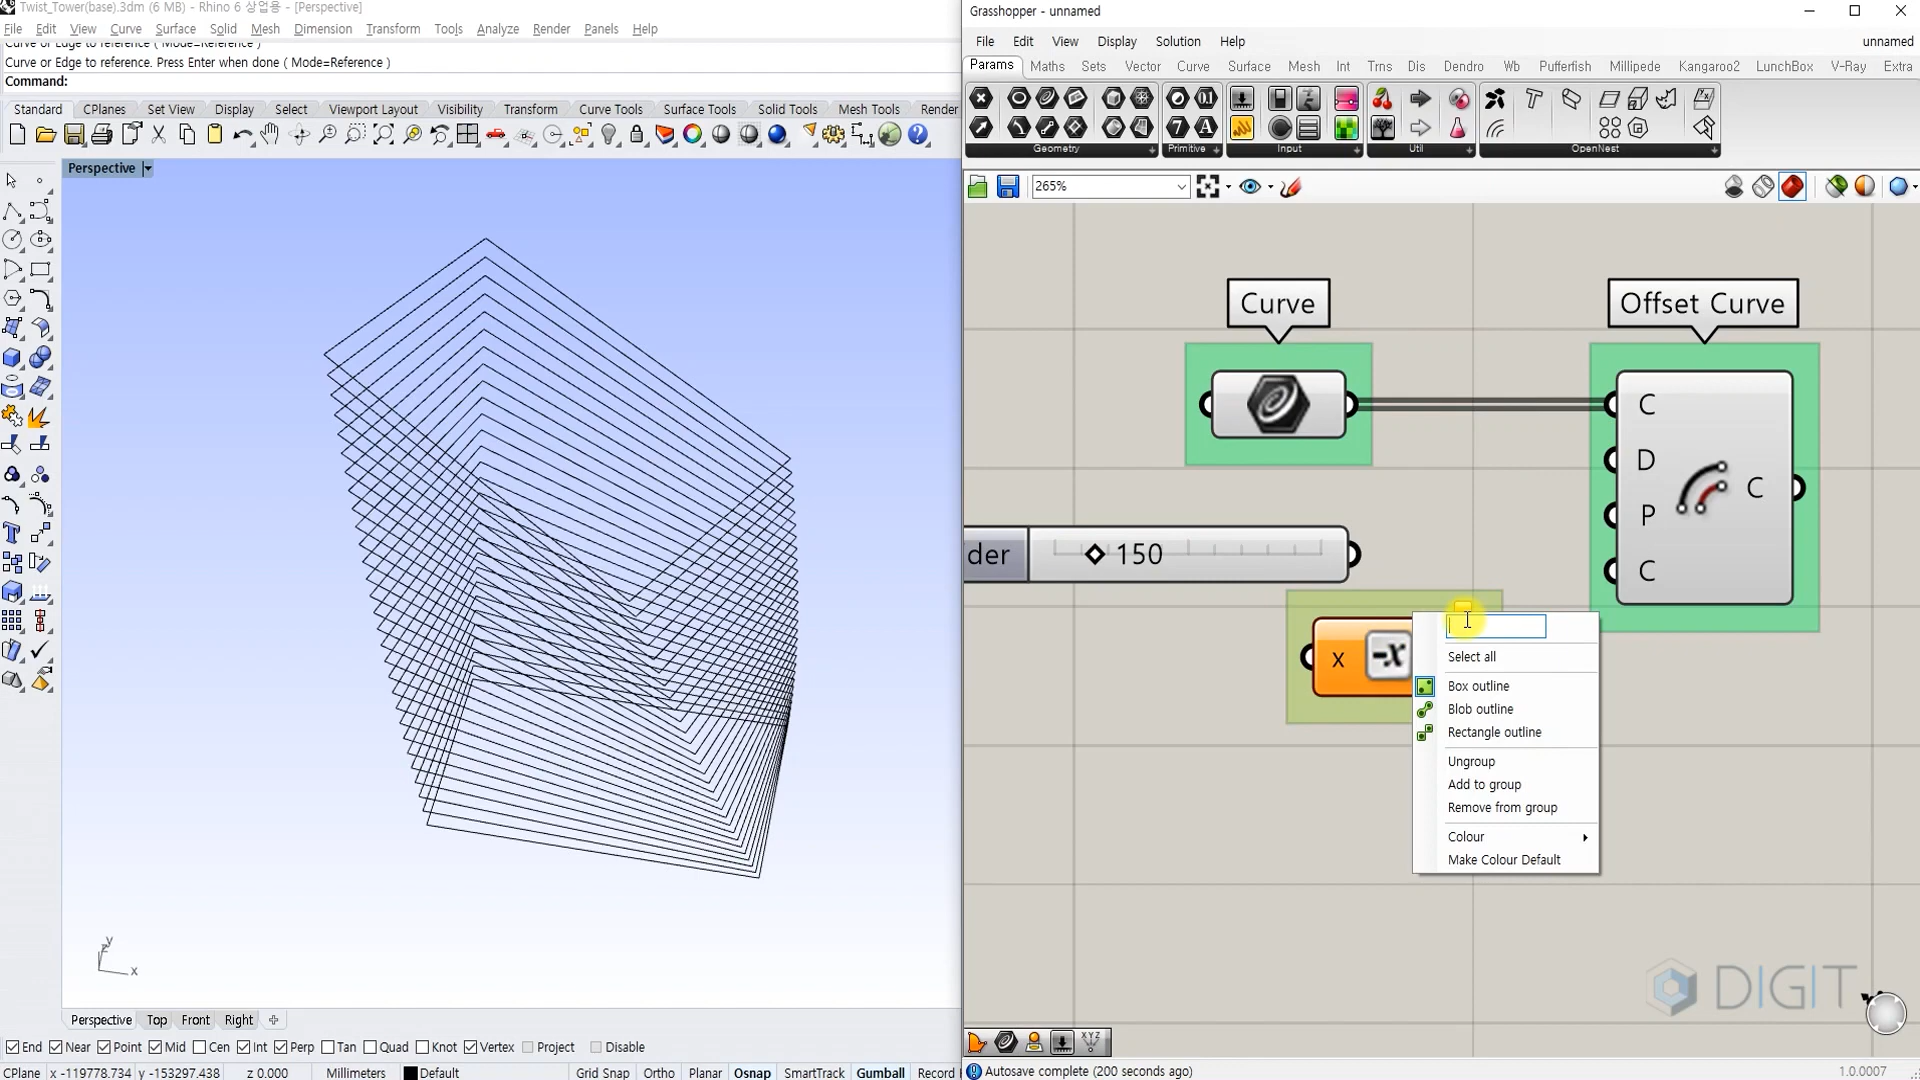 Twist_Tower(base).3dm (6 MB) - Rhino 6 상업용 - [Perspective]
File Edit View Curve Surface Solid Mesh Dimension Transform Tools Analyze Render Panels Help
Curve or Edge to reference ( Mode=Reference )
Curve or Edge to reference. Press Enter when done ( Mode=Reference )
Command:
Standard CPlanes Set View Display Select Viewport Layout Visibility Transform Curve Tools Surface Tools Solid Tools Mesh Tools Render
Perspective
y
z
x
Perspective Top Front Right
End Near Point Mid Cen Int Perp Tan Quad Knot Vertex Project Disable
CPlane x -119778.734 y -153297.438 z 0.000 Millimeters Default Grid Snap Ortho Planar Osnap SmartTrack Gumball Record
Grasshopper - unnamed
File Edit View Display Solution Help unnamed
Params Maths Sets Vector Curve Surface Mesh Int Trns Dis Dendro Wb Pufferfish Millipede Kangaroo2 LunchBox V-Ray Extra
Geometry Primitive Input Util OpenNest
265%
Curve
Offset Curve
C
D
P
C
C
der 150
x -x
Select all
Box outline
Blob outline
Rectangle outline
Ungroup
Add to group
Remove from group
Colour
Make Colour Default
DIGIT
Autosave complete (200 seconds ago) 1.0.0007